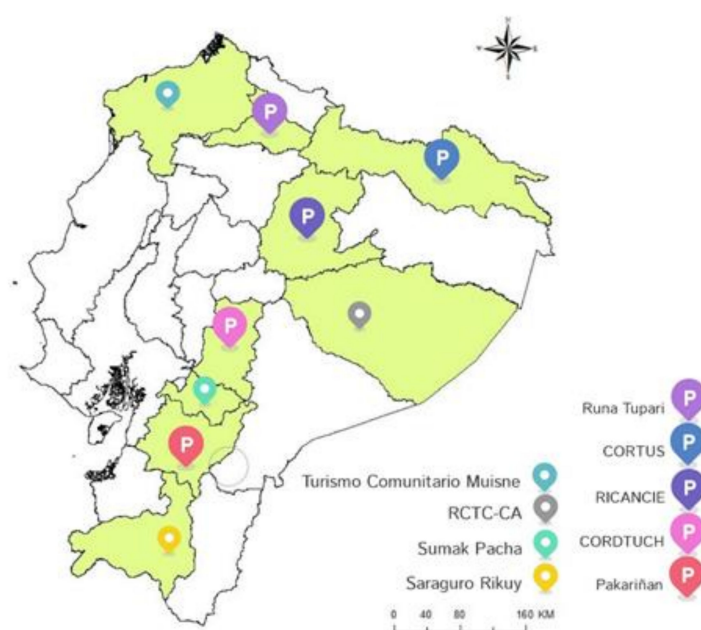 N
E
S
P
P
P
P
P
Turismo Comunitario Muisne
RCTC-CA
Sumak Pacha
Saraguro Rikuy
Runa Tupari P
CORTUS P
RICANCIE P
CORDTUCH P
Pakariñan P
0 40 80 160 KM